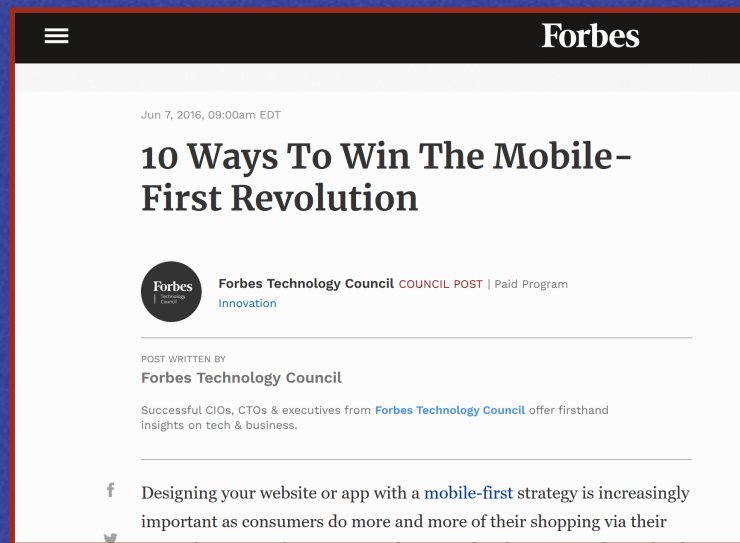 Forbes
Jun 7, 2016, 09:00am EDT
10 Ways To Win The Mobile-
First Revolution
Forbes
Technology
Council
Forbes Technology Council COUNCIL POST | Paid Program
Innovation
POST WRITTEN BY
Forbes Technology Council
Successful CIOs, CTOs & executives from Forbes Technology Council offer firsthand
insights on tech & business.
Designing your website or app with a mobile-first strategy is increasingly
important as consumers do more and more of their shopping via their